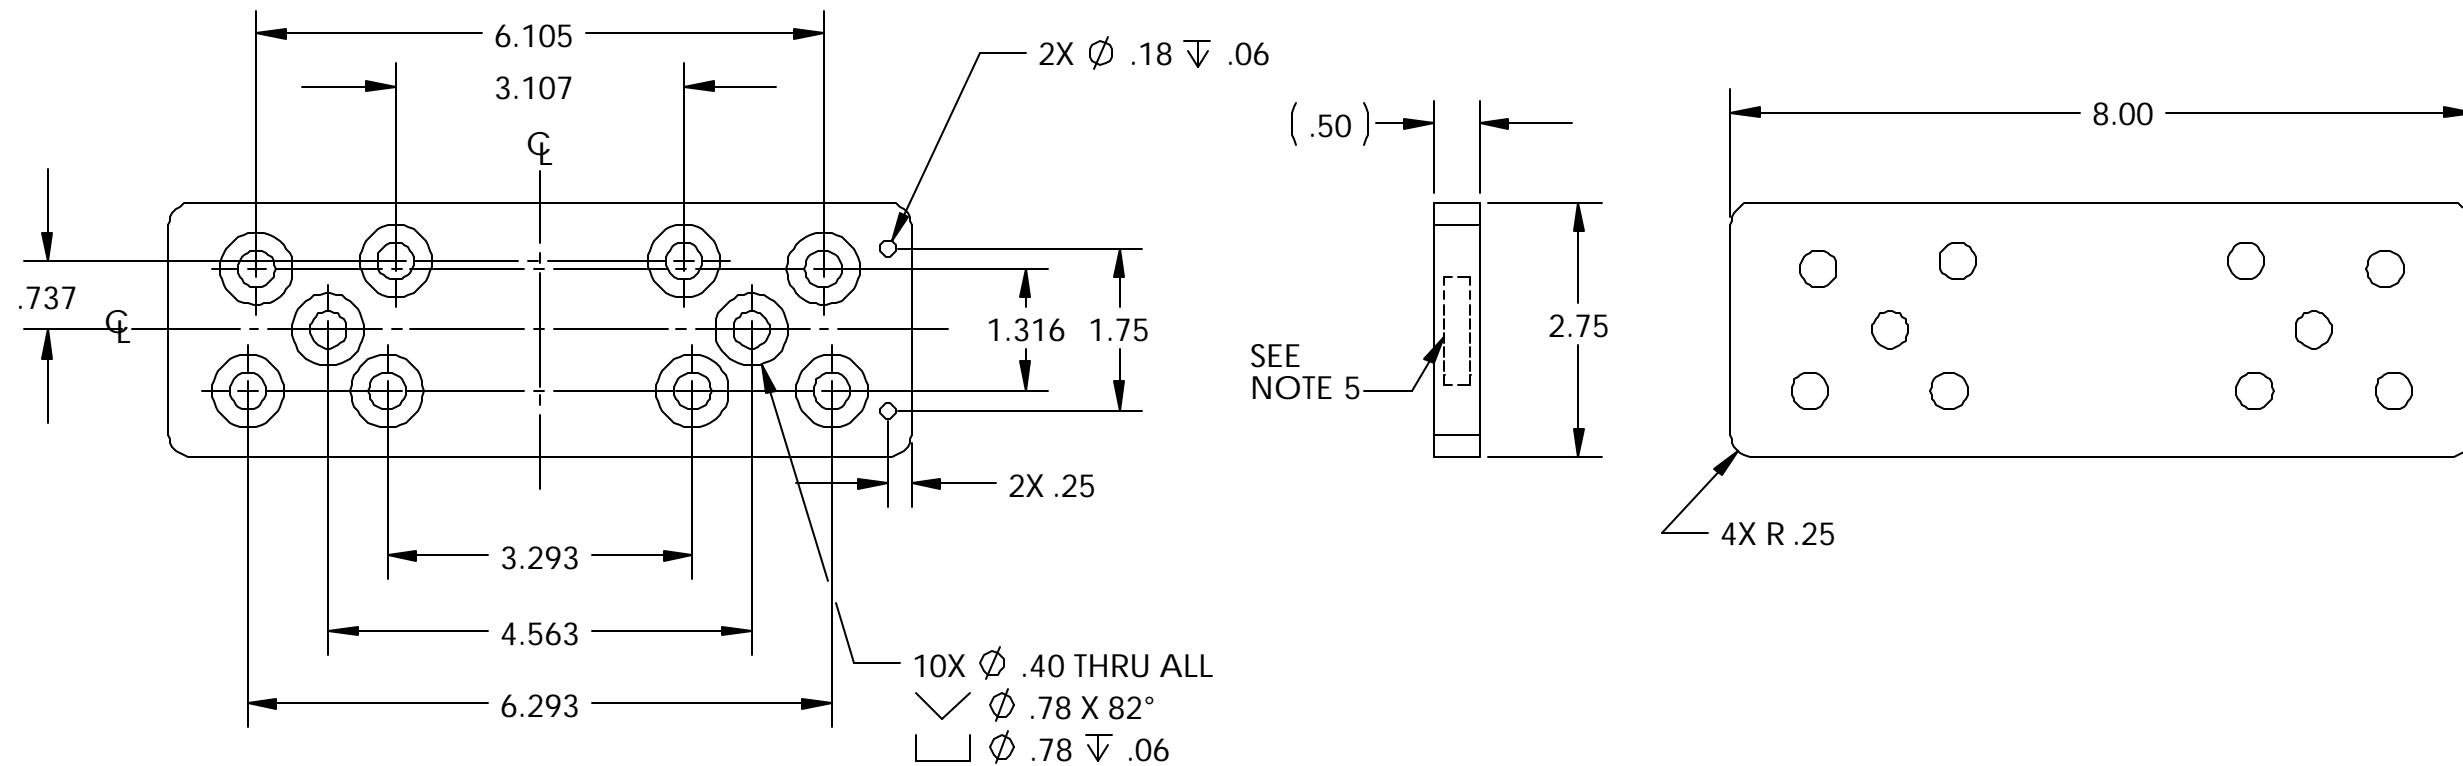 6.105
3.107
℄
.737
℄
2X ⌀ .18 ↧ .06
1.316
1.75
2X .25
3.293
4.563
6.293
10X ⌀ .40 THRU ALL
⌵ ⌀ .78 X 82°
⌴ ⌀ .78 ↧ .06
( .50 )
SEE
NOTE 5
2.75
8.00
4X R .25